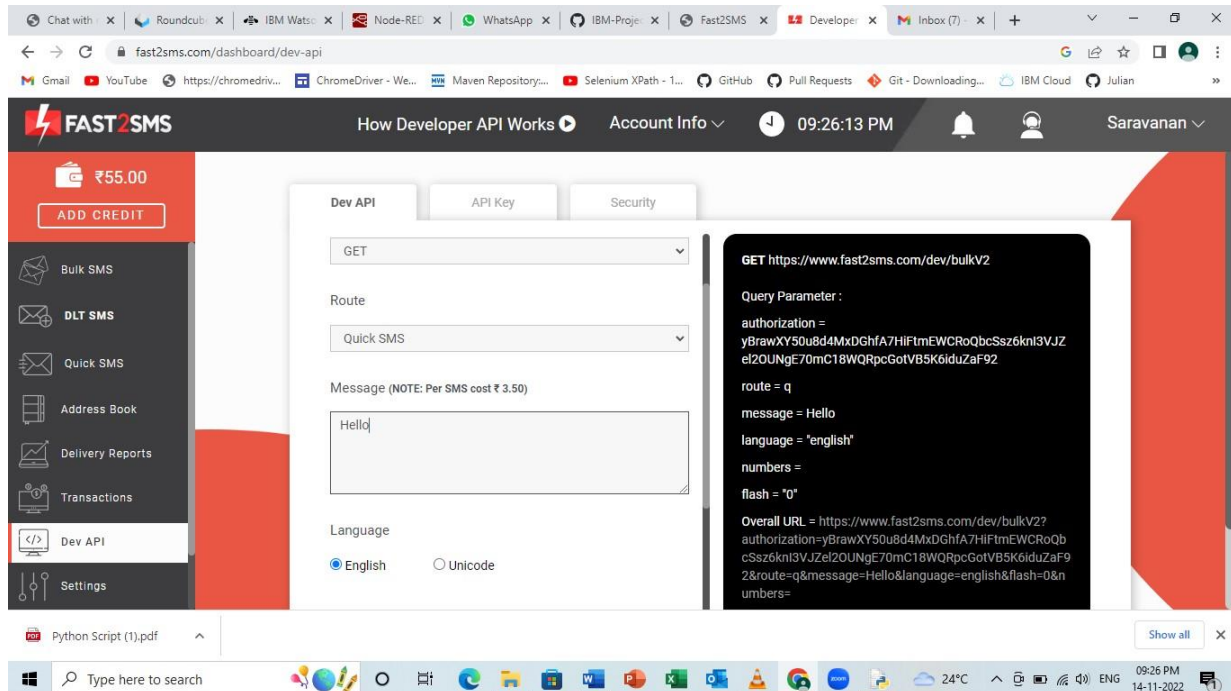 Chat with
Roundcub
IBM Watso
Node-RED
WhatsApp
IBM-Proje
Fast2SMS
Developer
Inbox (7) -
fast2sms.com/dashboard/dev-api
Gmail
YouTube
https://chromedriv...
ChromeDriver - We...
Maven Repository:...
Selenium XPath - 1...
GitHub
Pull Requests
Git - Downloading...
IBM Cloud
Julian
FAST2SMS
How Developer API Works
Account Info
09:26:13 PM
Saravanan
₹55.00
ADD CREDIT
Bulk SMS
DLT SMS
Quick SMS
Address Book
Delivery Reports
Transactions
Dev API
Settings
Dev API
API Key
Security
GET
Route
Quick SMS
Message (NOTE: Per SMS cost ₹ 3.50)
Hello
Language
English
Unicode
GET https://www.fast2sms.com/dev/bulkV2
Query Parameter :
authorization =
yBrawXY50u8d4MxDGhfA7HiFtmEWCRoQbcSsz6knI3VJZ
el2OUNgE70mC18WQRpcGotVB5K6iduZaF92
route = q
message = Hello
language = "english"
numbers =
flash = "0"
Overall URL = https://www.fast2sms.com/dev/bulkV2?
authorization=yBrawXY50u8d4MxDGhfA7HiFtmEWCRoQb
cSsz6knI3VJZel2OUNgE70mC18WQRpcGotVB5K6iduZaF9
2&route=q&message=Hello&language=english&flash=0&n
umbers=
Python Script (1).pdf
Show all
Type here to search
24°C
ENG
09:26 PM
14-11-2022